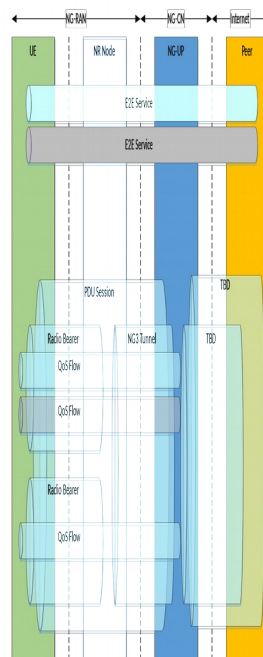 NG-RAN NG-CN Internet
UE NR Node NG-UP Peer
E2E Service
E2E Service
PDU Session TBD
Radio Bearer NG3 Tunnel TBD
QoS Flow
QoS Flow
Radio Bearer
QoS Flow